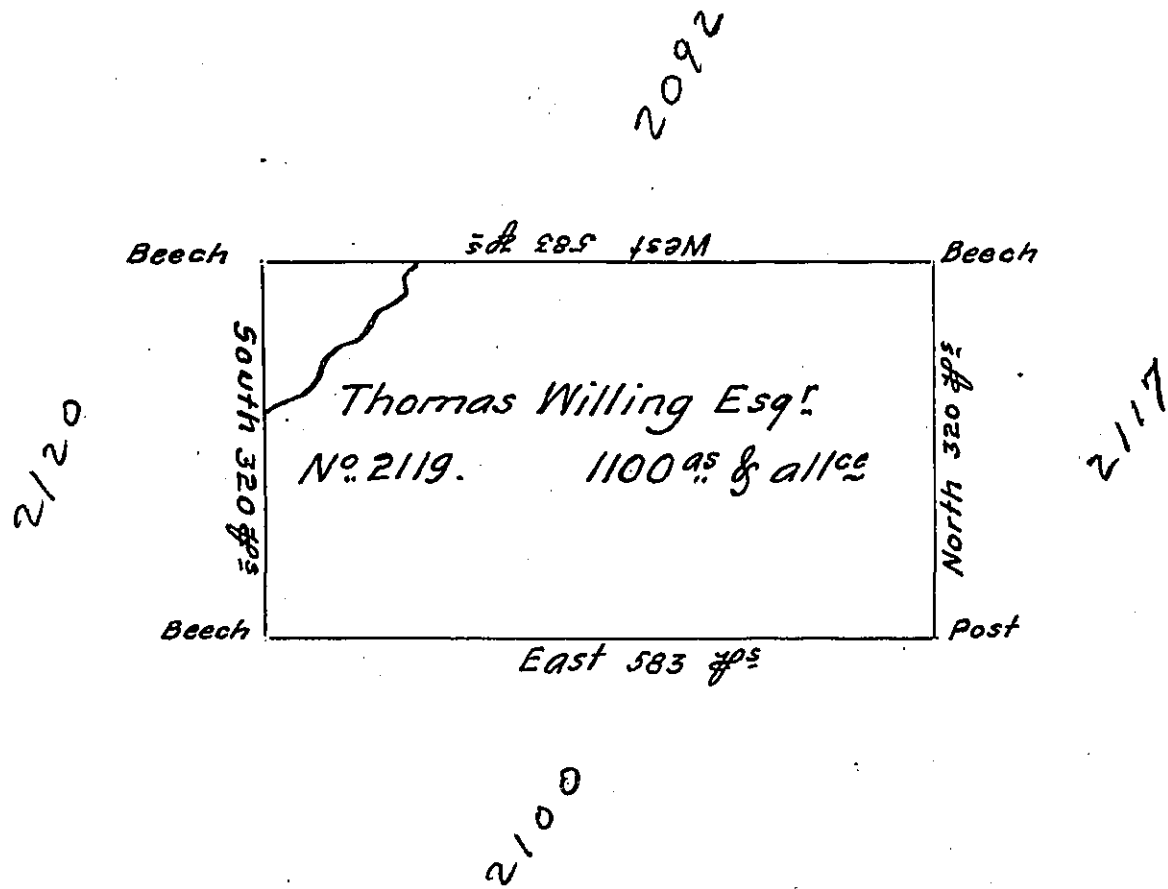 2092
Beech
West 583 ps
Beech
South 320 ps
Thomas Willing Esqr.
No. 2119. 1100 as & allce
North 320 ps
2120
2117
Beech
Post
East 583 ps
2100